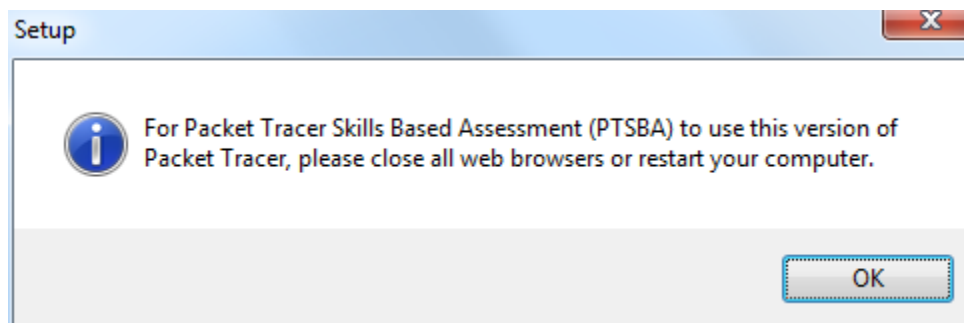 Setup
For Packet Tracer Skills Based Assessment (PTSBA) to use this version of
Packet Tracer, please close all web browsers or restart your computer.
OK